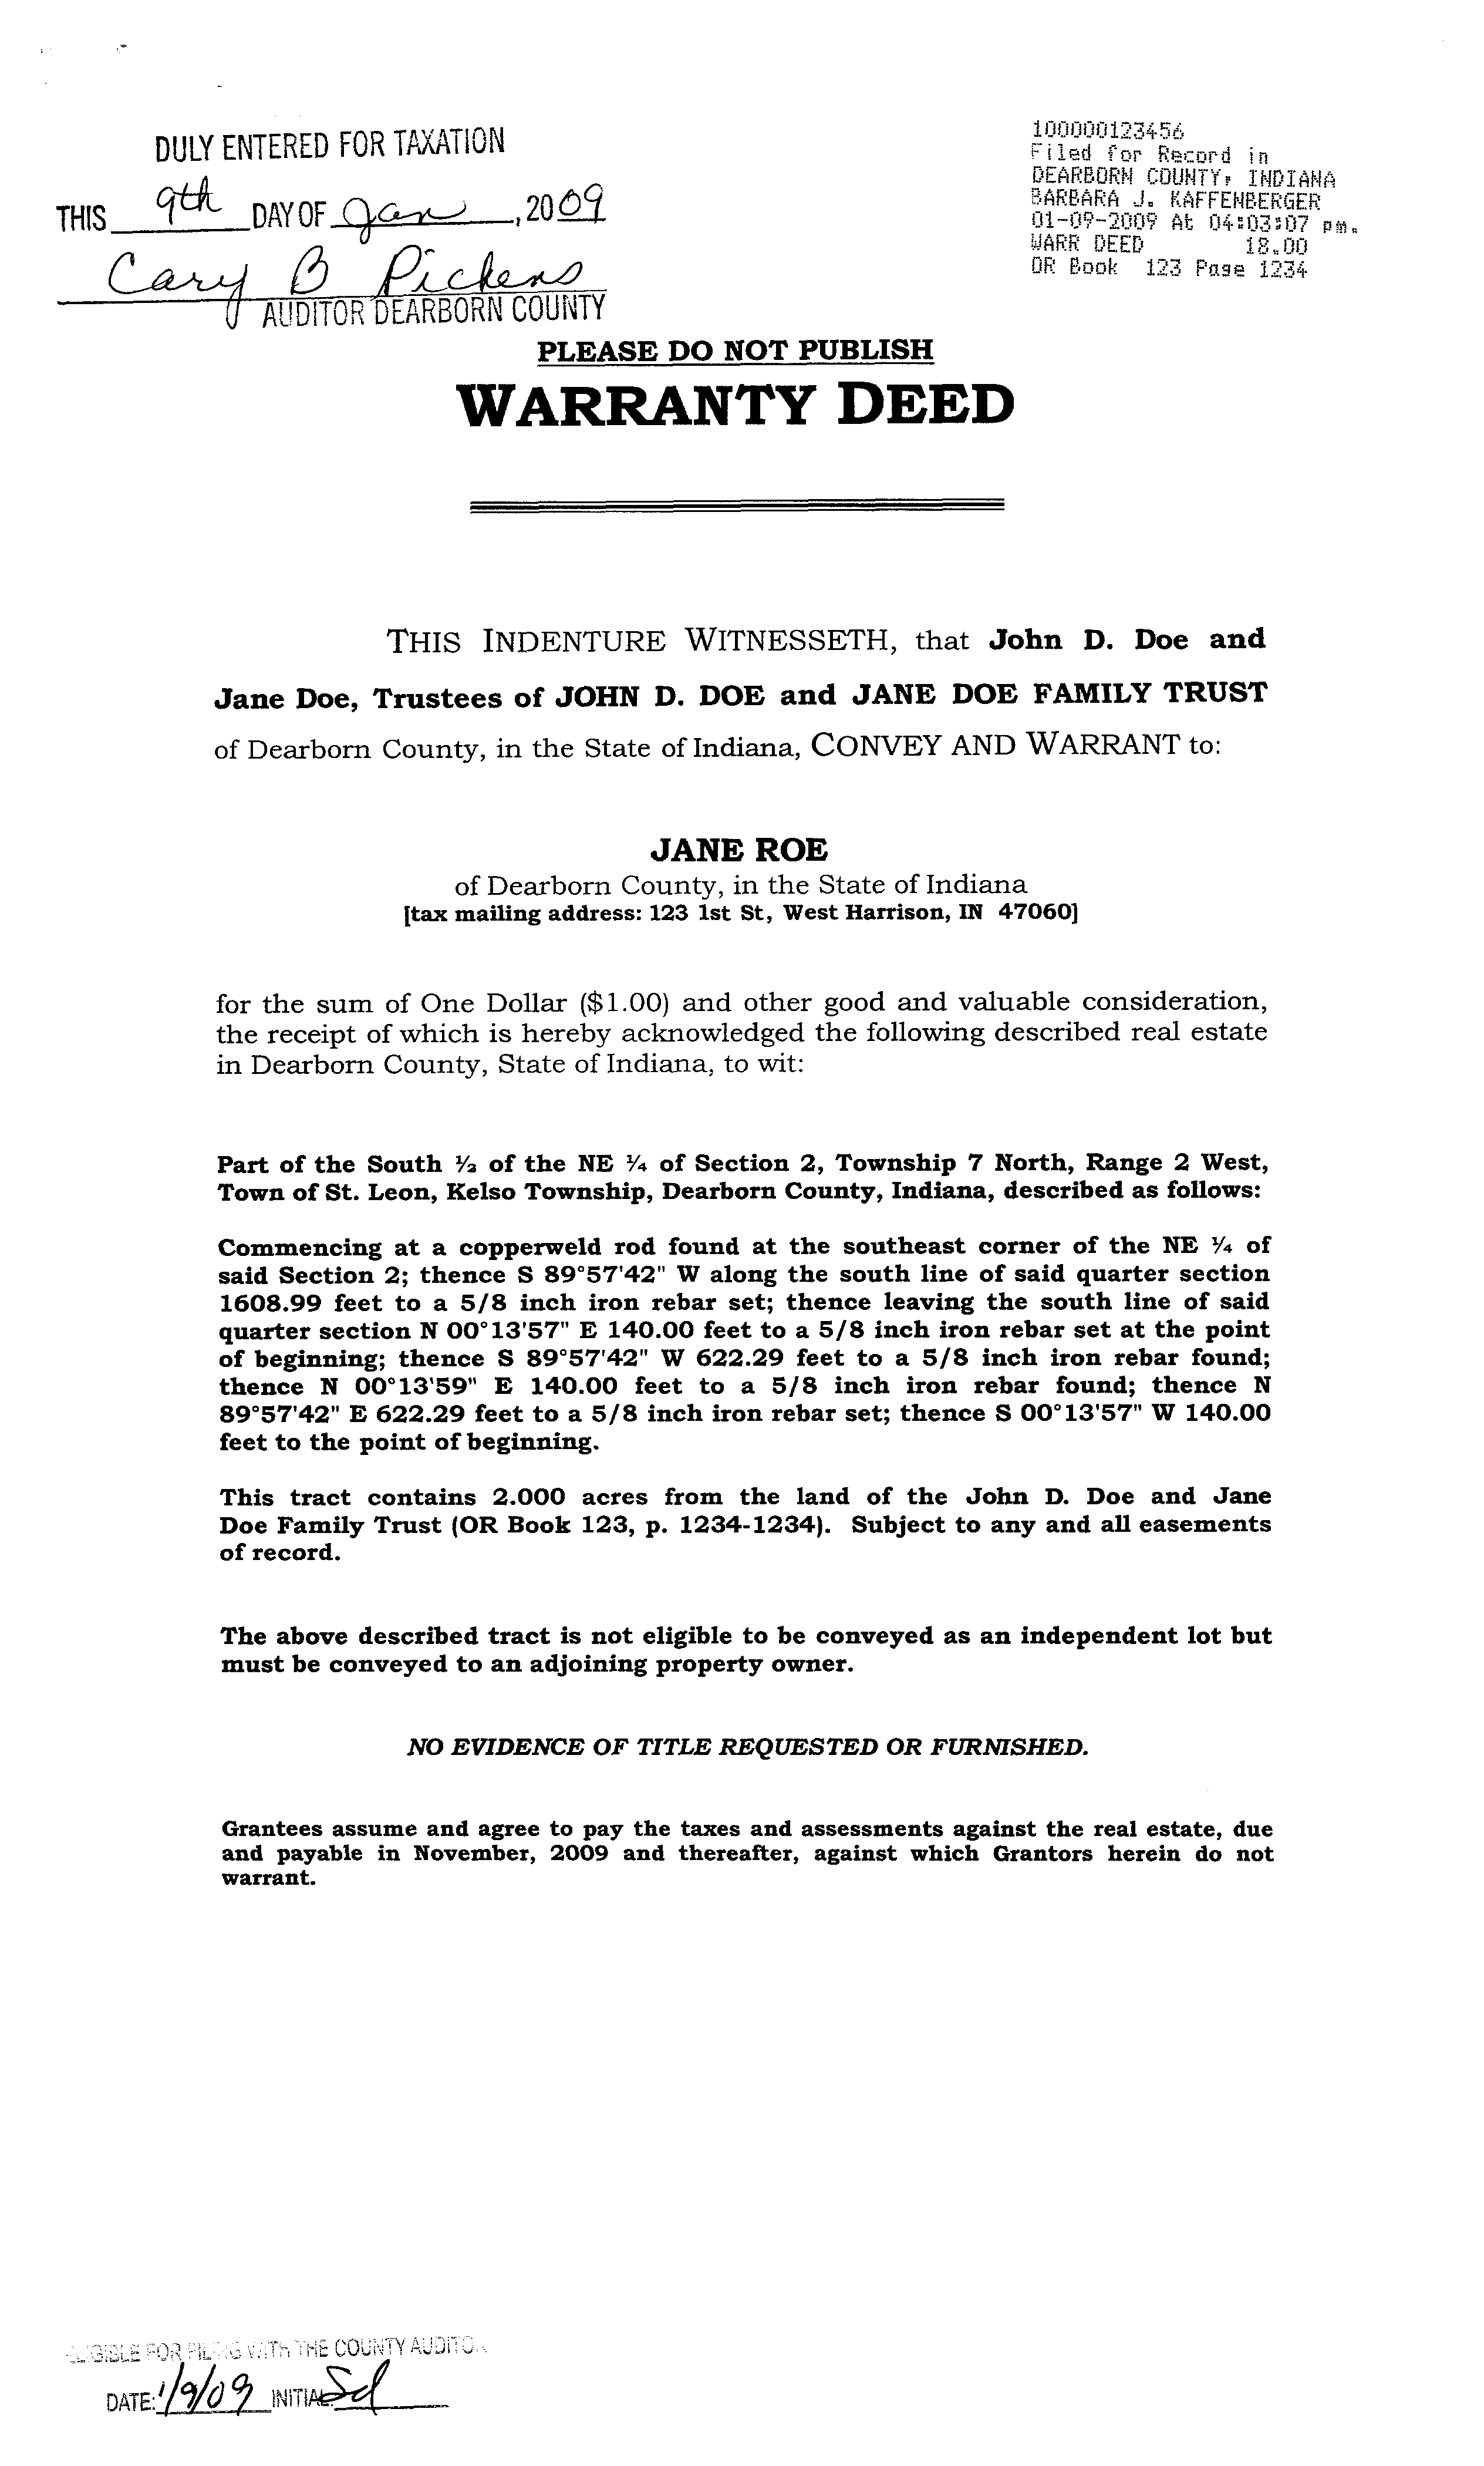 DULY ENTERED FOR TAXATION
THIS 9th DAY OF Jan, 2009
Cary B Pickens
AUDITOR DEARBORN COUNTY
100000123456
Filed for Record in
DEARBORN COUNTY, INDIANA
BARBARA J. KAFFENBERGER
01-09-2009 At 04:03:07 pm.
WARR DEED 18.00
OR Book 123 Page 1234
PLEASE DO NOT PUBLISH
WARRANTY DEED
THIS INDENTURE WITNESSETH, that John D. Doe and
Jane Doe, Trustees of JOHN D. DOE and JANE DOE FAMILY TRUST
of Dearborn County, in the State of Indiana, CONVEY AND WARRANT to:
JANE ROE
of Dearborn County, in the State of Indiana
[tax mailing address: 123 1st St, West Harrison, IN 47060]
for the sum of One Dollar ($1.00) and other good and valuable consideration,
the receipt of which is hereby acknowledged the following described real estate
in Dearborn County, State of Indiana, to wit:
Part of the South ½ of the NE ¼ of Section 2, Township 7 North, Range 2 West,
Town of St. Leon, Kelso Township, Dearborn County, Indiana, described as follows:
Commencing at a copperweld rod found at the southeast corner of the NE ¼ of
said Section 2; thence S 89°57'42" W along the south line of said quarter section
1608.99 feet to a 5/8 inch iron rebar set; thence leaving the south line of said
quarter section N 00°13'57" E 140.00 feet to a 5/8 inch iron rebar set at the point
of beginning; thence S 89°57'42" W 622.29 feet to a 5/8 inch iron rebar found;
thence N 00°13'59" E 140.00 feet to a 5/8 inch iron rebar found; thence N
89°57'42" E 622.29 feet to a 5/8 inch iron rebar set; thence S 00°13'57" W 140.00
feet to the point of beginning.
This tract contains 2.000 acres from the land of the John D. Doe and Jane
Doe Family Trust (OR Book 123, p. 1234-1234). Subject to any and all easements
of record.
The above described tract is not eligible to be conveyed as an independent lot but
must be conveyed to an adjoining property owner.
NO EVIDENCE OF TITLE REQUESTED OR FURNISHED.
Grantees assume and agree to pay the taxes and assessments against the real estate, due
and payable in November, 2009 and thereafter, against which Grantors herein do not
warrant.
ELIGIBLE FOR FILING WITH THE COUNTY AUDITOR
DATE: 1/9/09 INITIAL: Sd